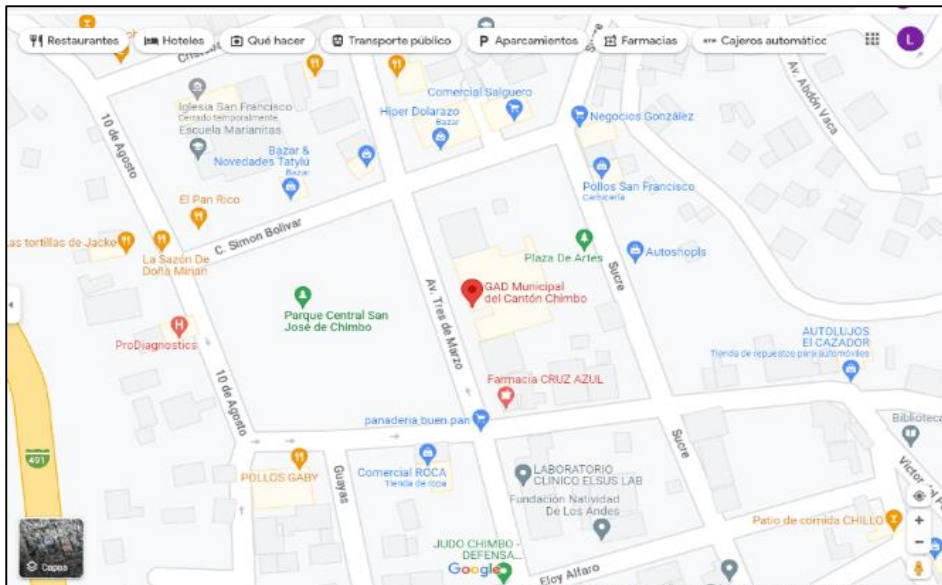 Restaurantes
Hoteles
Qué hacer
Transporte público
P Aparcamientos
Farmacias
Cajeros automátic
L
Iglesia San Francisco
Cerrado temporalmente
Escuela Marianitas
Bazar &
Novedades Tatylú
Bazar
Hiper Dolarazo
Bazar
Comercial Salguero
Negocios González
Av. Abdón Vaca
10 de Agosto
El Pan Rico
Pollos San Francisco
Carnicería
as tortillas de Jacke
La Sazón De
Doña Mirian
C. Simon Bolivar
Plaza De Artes
Autoshopls
Sucre
GAD Municipal
del Cantón Chimbo
Parque Central San
José de Chimbo
Av. Tres de Marzo
H
ProDiagnostics
AUTOLUJOS
El CAZADOR
Tienda de repuestos para automóviles
Farmacia CRUZ AZUL
10 de Agosto
panaderia buen pan
Biblioteca
491
POLLOS GABY
Guayas
Comercial ROCA
Tienda de ropa
LABORATORIO
CLINICO ELSUS LAB
Sucre
Fundación Natividad
De Los Andes
Patio de comida CHILLO
Capas
JUDO CHIMBO -
DEFENSA...
Google
Eloy Alfaro